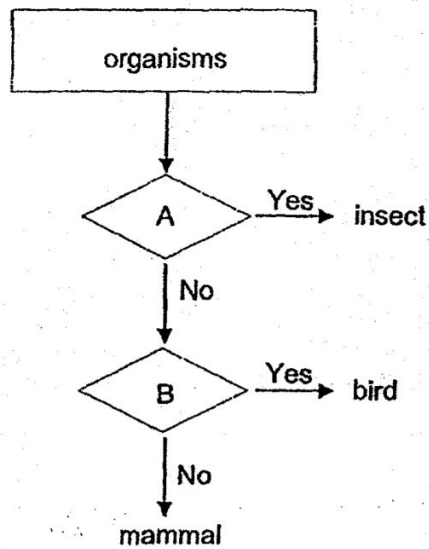 organisms
A
Yes
insect
No
B
Yes
bird
No
mammal